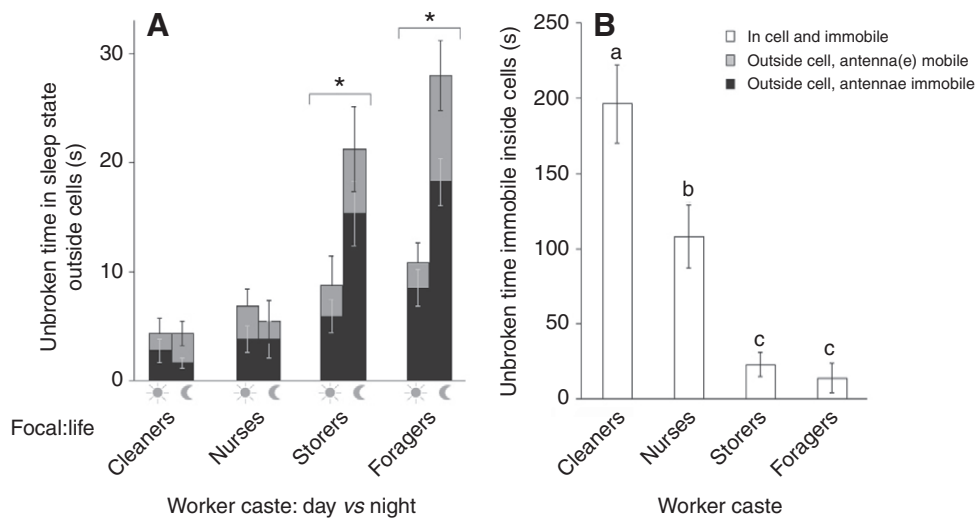 A
Unbroken time in sleep state
outside cells (s)
30
20
10
0
*
*
Focal:life
Cleaners
Nurses
Storers
Foragers
Worker caste: day vs night
B
Unbroken time immobile inside cells (s)
250
200
150
100
50
0
a
b
c
c
In cell and immobile
Outside cell, antenna(e) mobile
Outside cell, antennae immobile
Cleaners
Nurses
Storers
Foragers
Worker caste